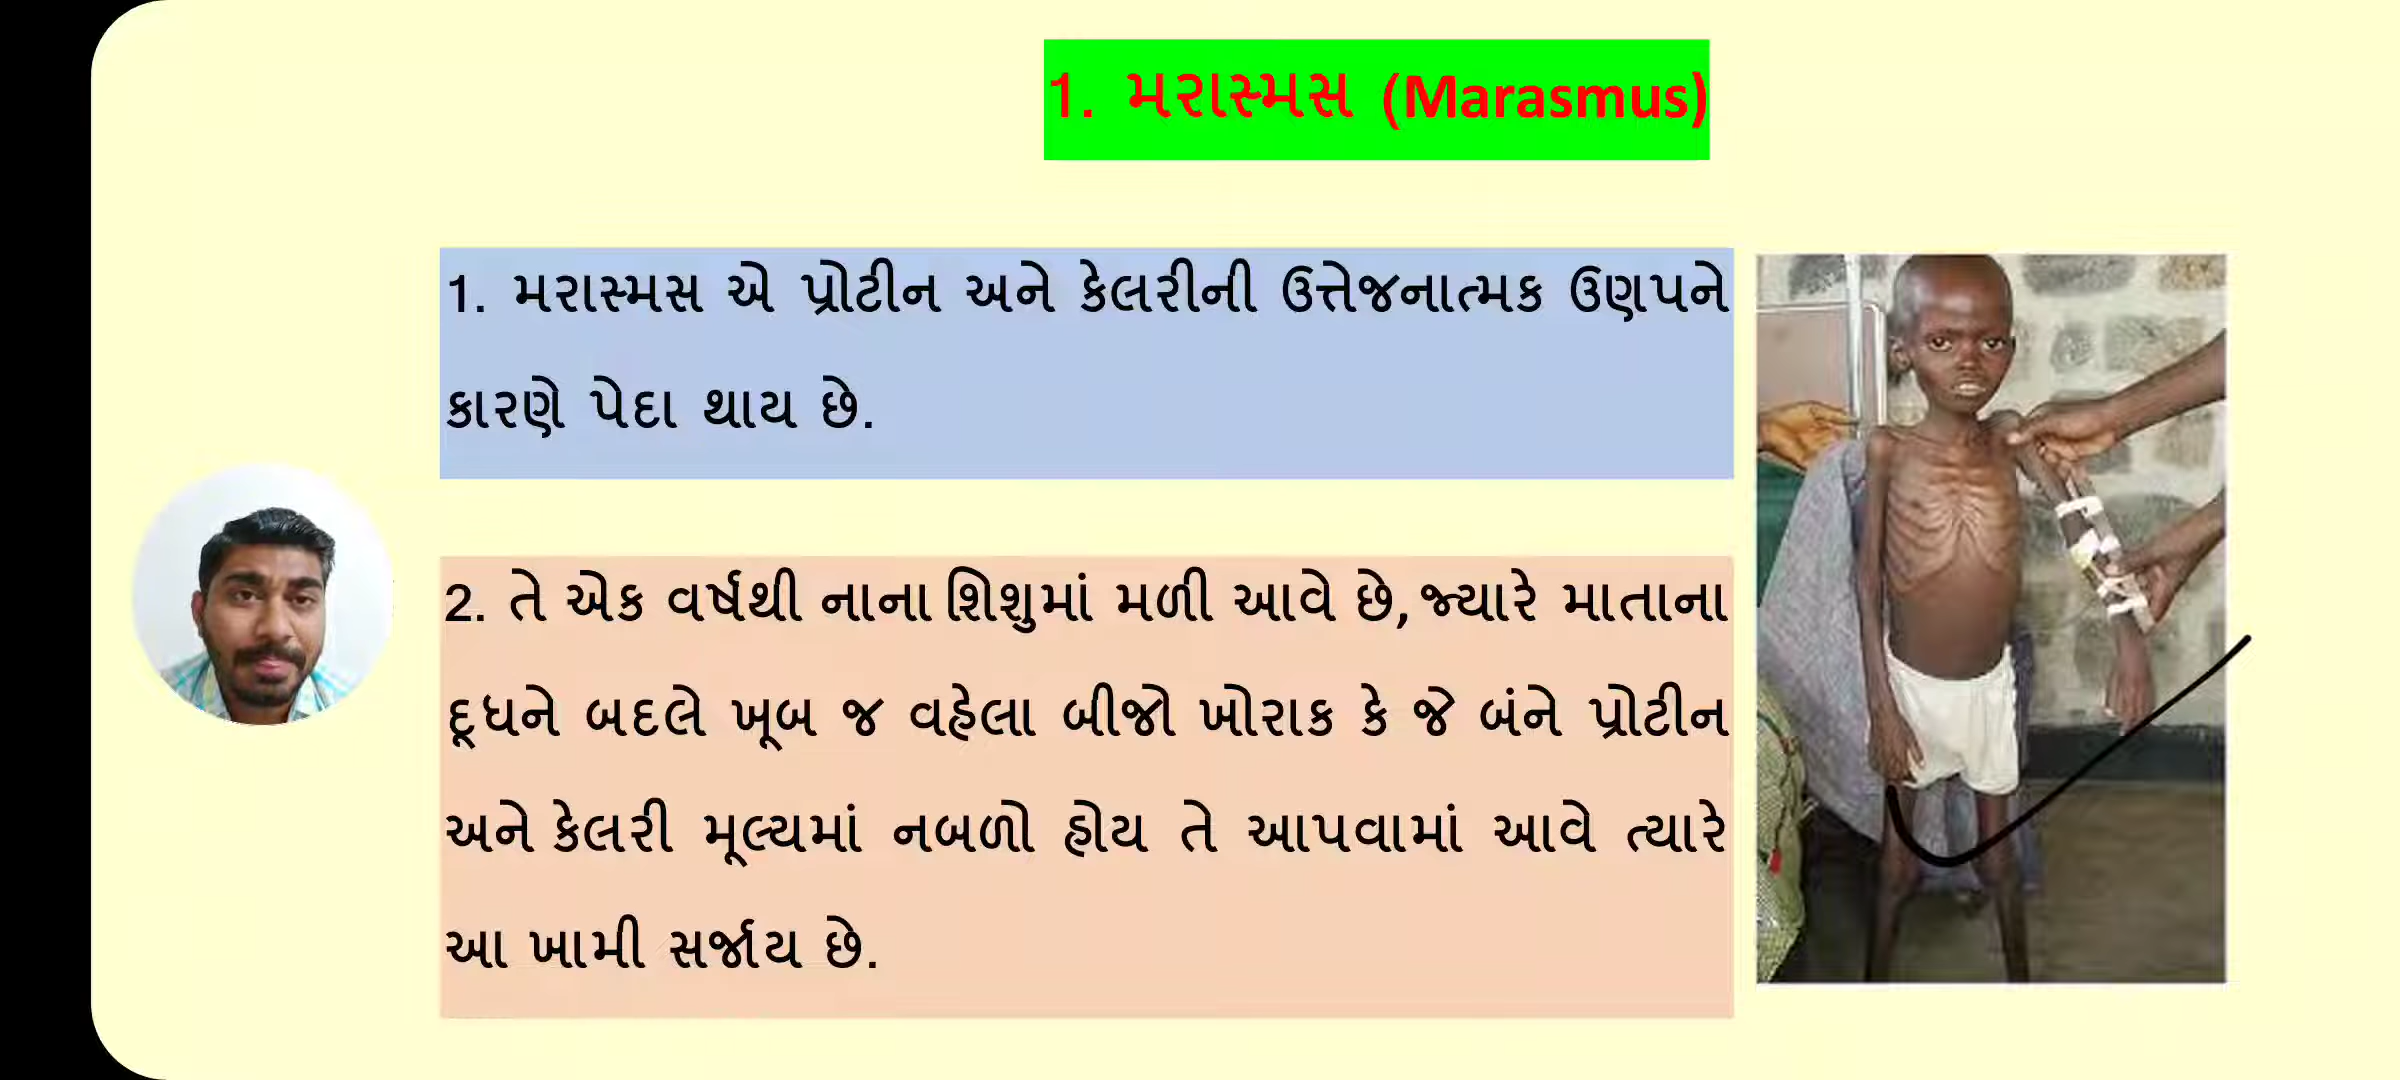 1. મરાસ્મસ (Marasmus)
1. મરાસ્મસ એ પ્રોટીન અને કેલરીની ઉત્તેજનાત્મક ઉણપને
કારણે પેદા થાય છે.
2. તે એક વર્ષથી નાના શિશુમાં મળી આવે છે, જ્યારે માતાના
દૂધને બદલે ખૂબ જ વહેલા બીજો ખોરાક કે જે બંને પ્રોટીન
અને કેલરી મૂલ્યમાં નબળો હોય તે આપવામાં આવે ત્યારે
આ ખામી સર્જાય છે.